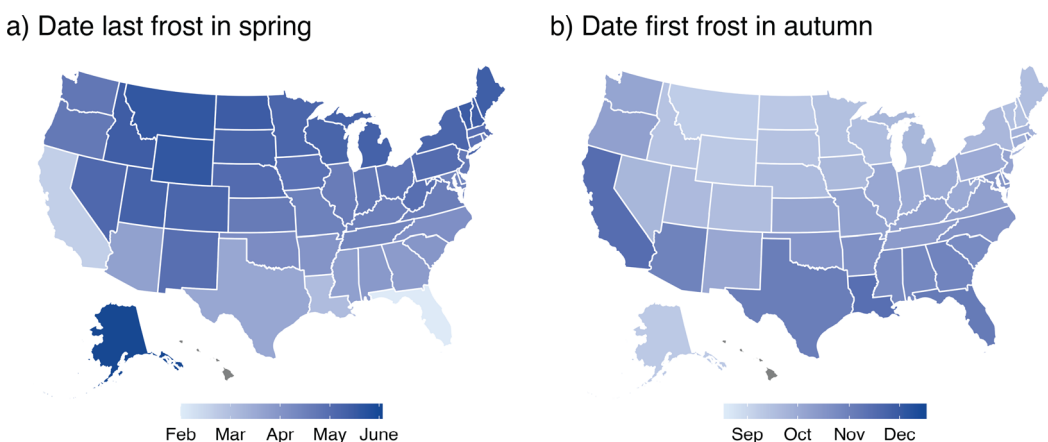 a) Date last frost in spring
b) Date first frost in autumn
Feb Mar Apr May June
Sep Oct Nov Dec